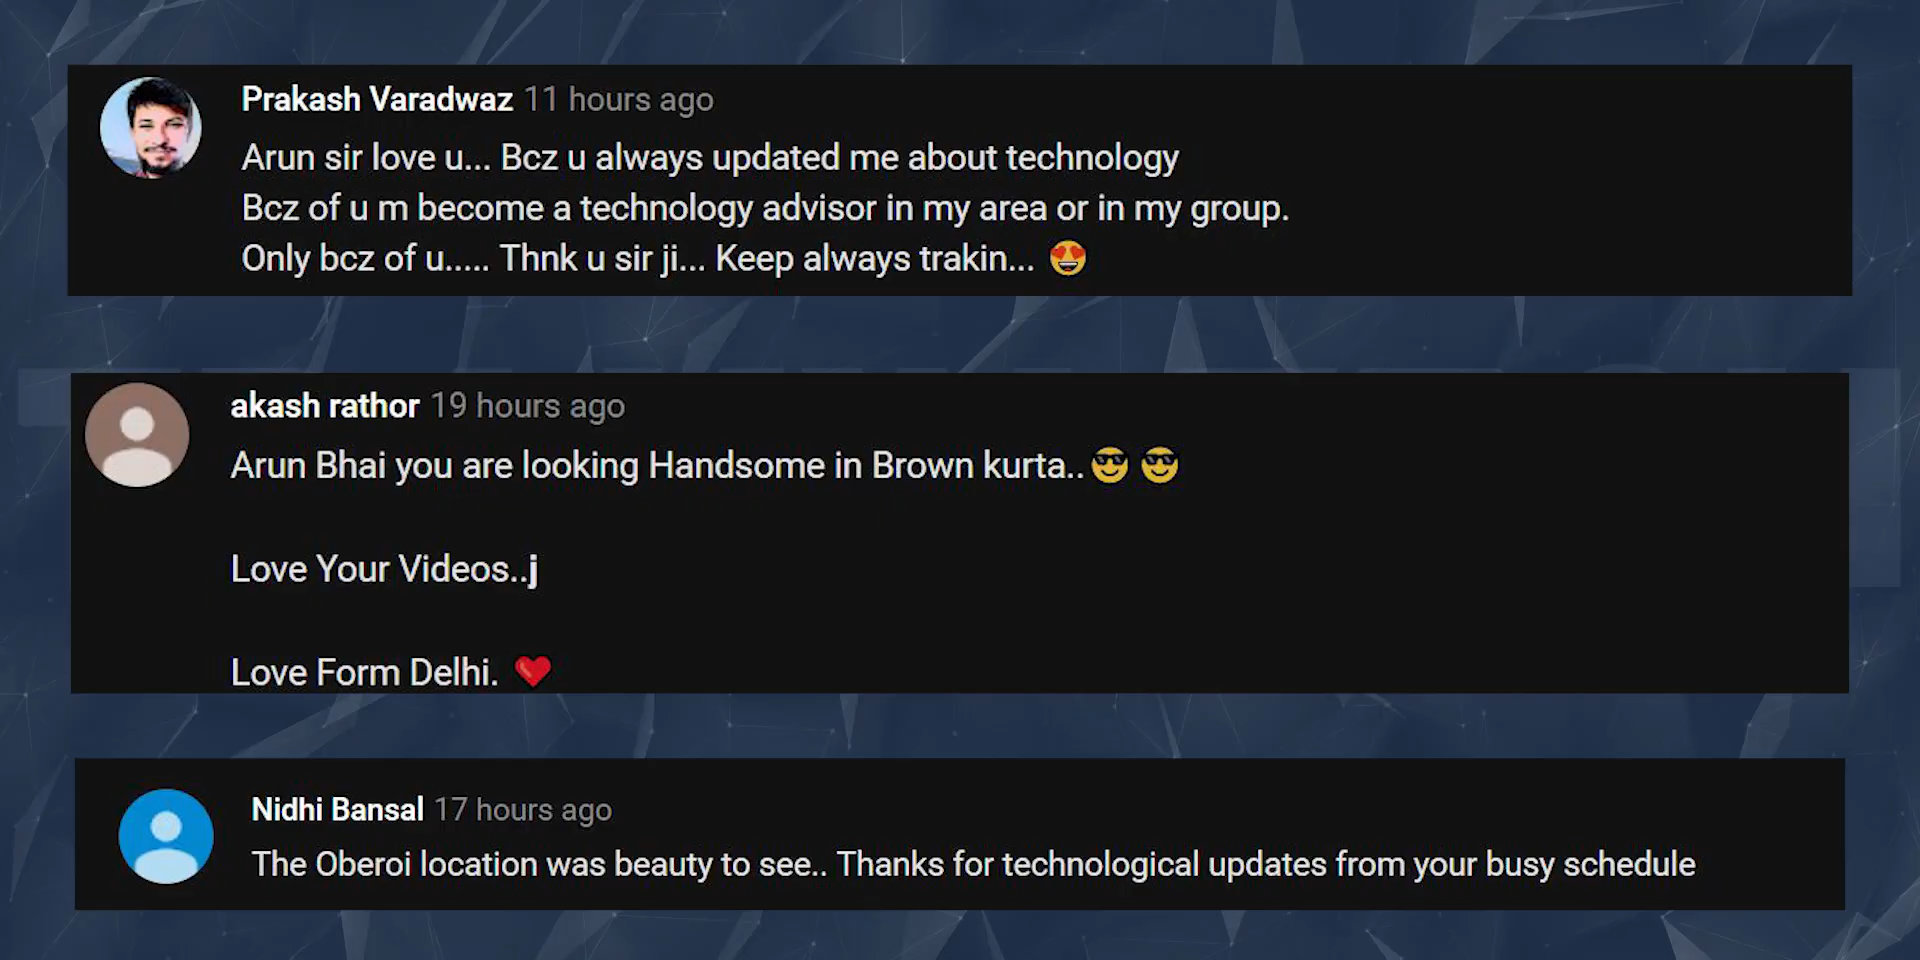 Prakash Varadwaz 11 hours ago
Arun sir love u... Bcz u always updated me about technology
Bcz of u m become a technology advisor in my area or in my group.
Only bcz of u..... Thnk u sir ji... Keep always trakin... 😍
akash rathor 19 hours ago
Arun Bhai you are looking Handsome in Brown kurta..😎😎
Love Your Videos..j
Love Form Delhi. ❤️
Nidhi Bansal 17 hours ago
The Oberoi location was beauty to see.. Thanks for technological updates from your busy schedule